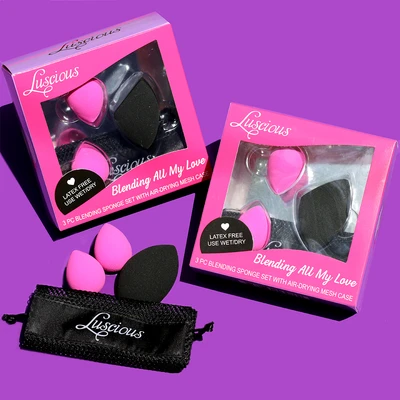 Luscious
LATEX FREE
USE WET/DRY
Blending All My Love
3 PC BLENDING SPONGE SET WITH AIR-DRYING MESH CASE
Luscious
LATEX FREE
USE WET/DRY
Blending All My Love
3 PC BLENDING SPONGE SET WITH AIR-DRYING MESH CASE
Luscious